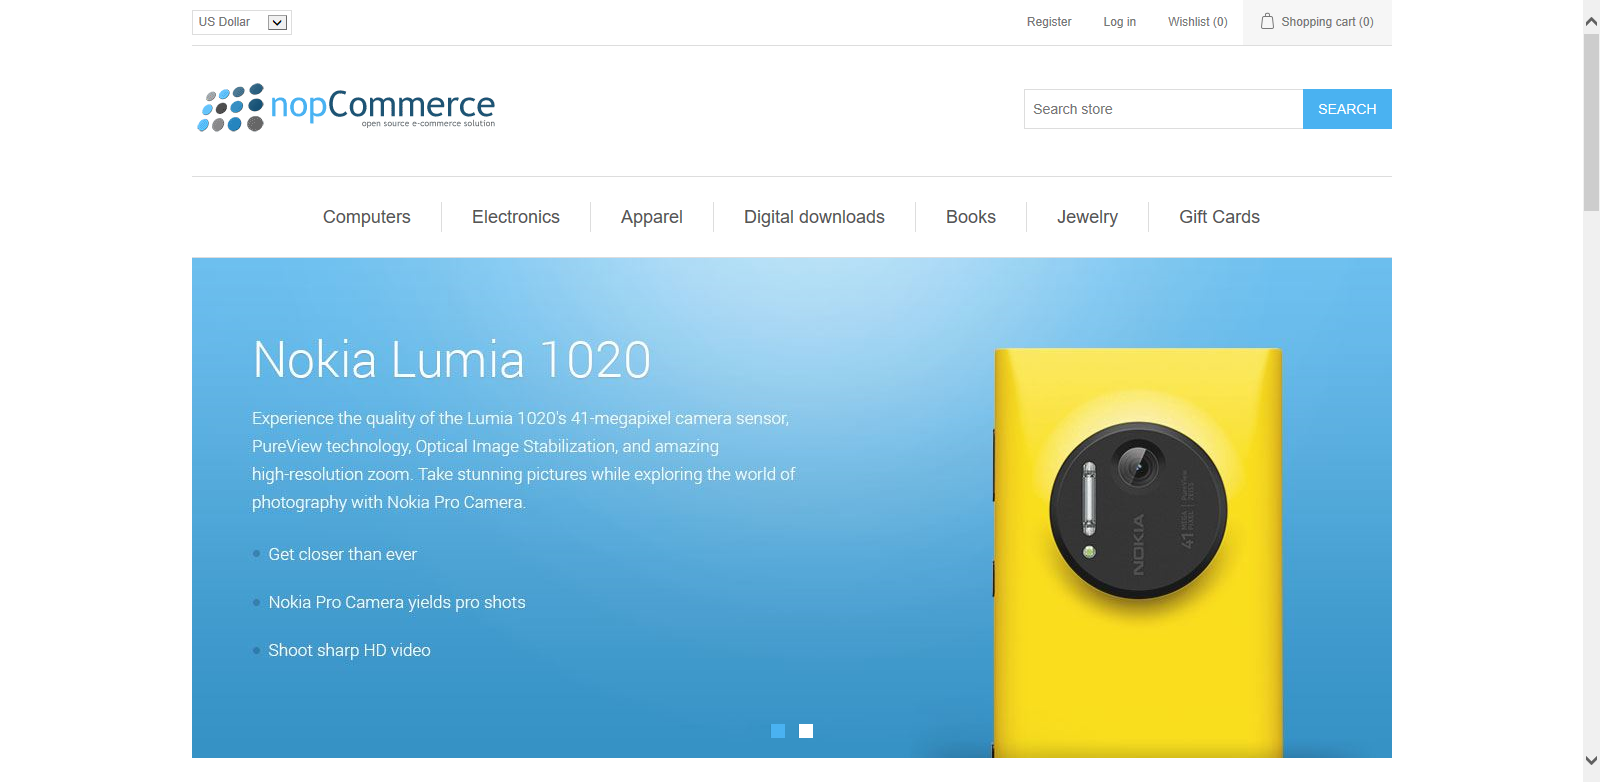 US Dollar
Register
Log in
Wishlist (0)
Shopping cart (0)
nopCommerce
open source e-commerce solution
Search store
SEARCH
Computers
Electronics
Apparel
Digital downloads
Books
Jewelry
Gift Cards
Nokia Lumia 1020
Experience the quality of the Lumia 1020's 41-megapixel camera sensor,
PureView technology, Optical Image Stabilization, and amazing
high-resolution zoom. Take stunning pictures while exploring the world of
photography with Nokia Pro Camera.
Get closer than ever
Nokia Pro Camera yields pro shots
Shoot sharp HD video
NOKIA
41 MEGA
PIXEL
PureView
ZEISS